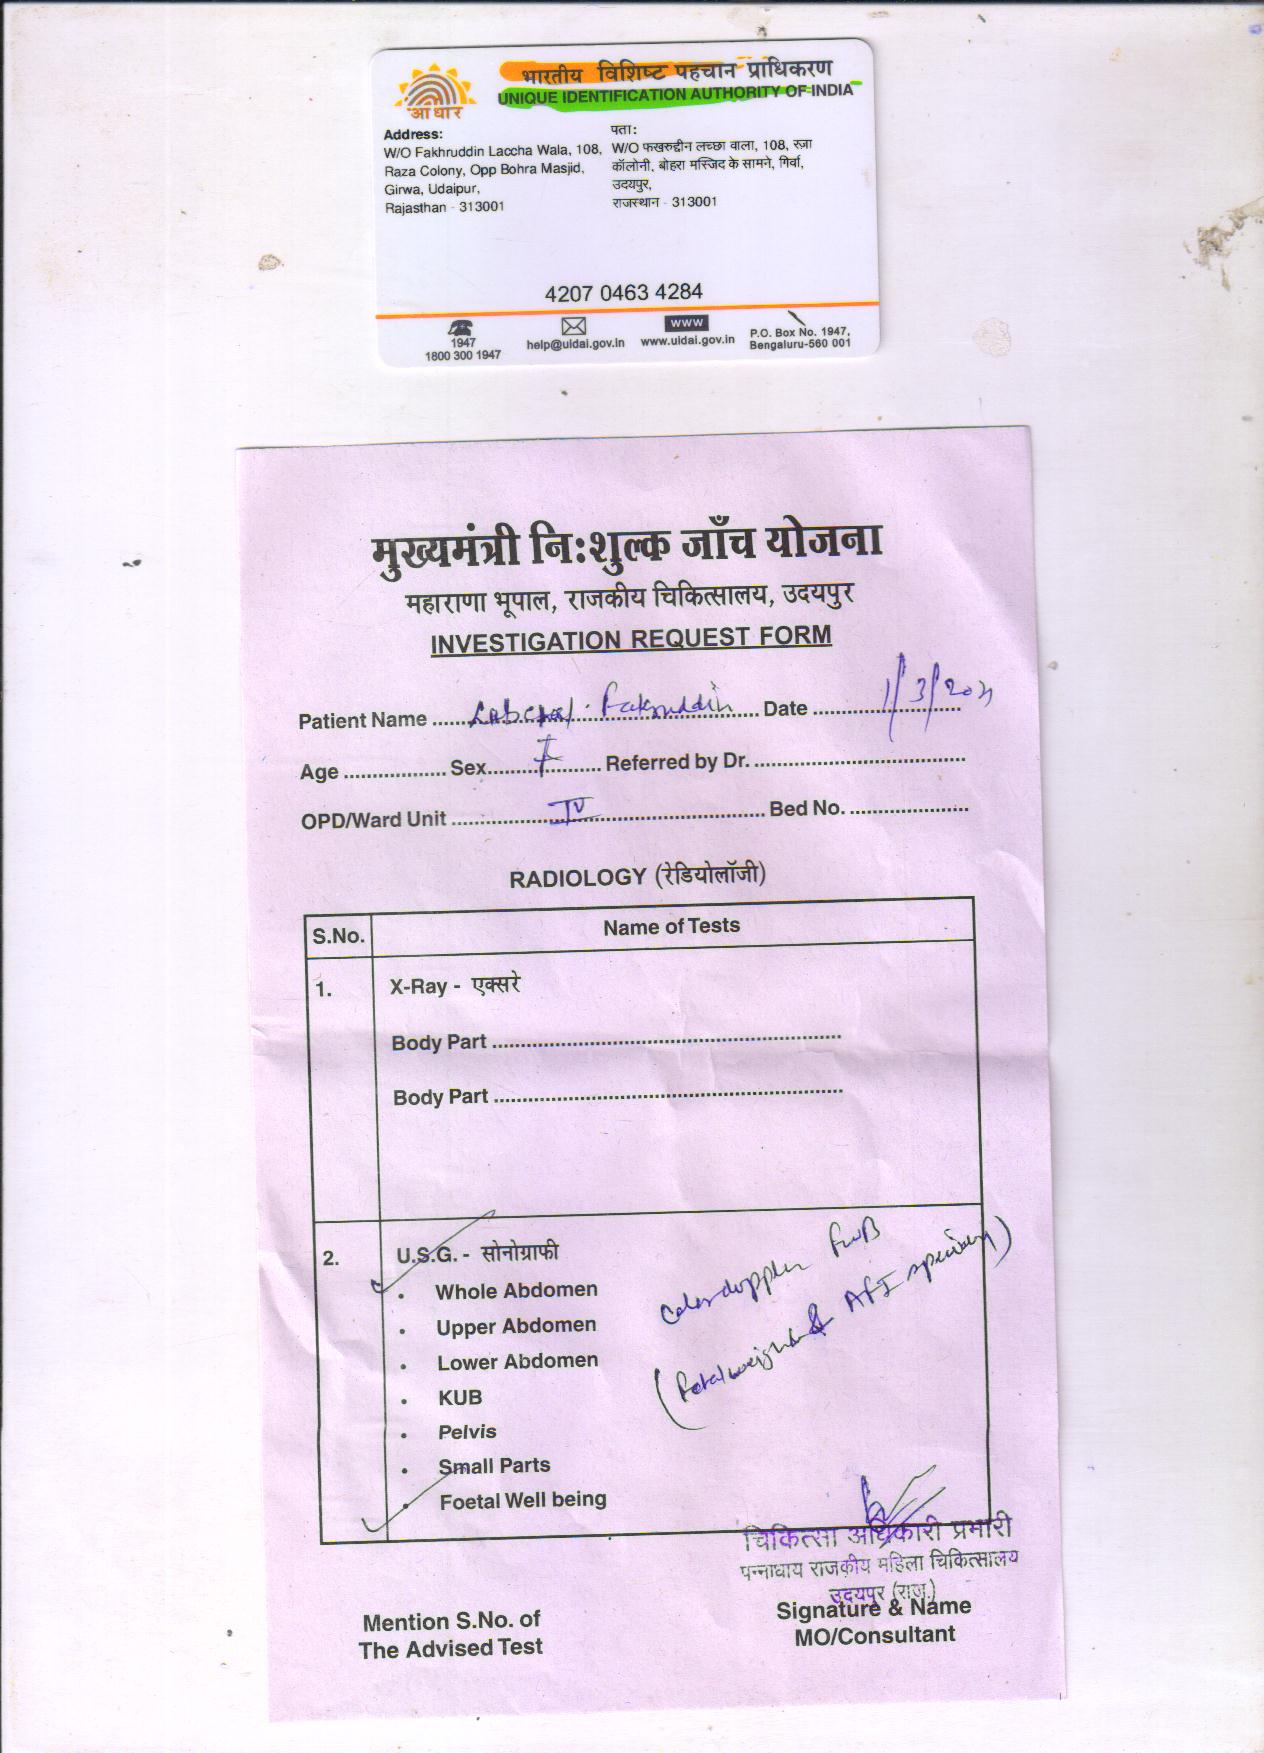 भारतीय विशिष्ट पहचान प्राधिकरण
UNIQUE IDENTIFICATION AUTHORITY OF INDIA
आधार
Address:
W/O Fakhruddin Laccha Wala, 108,
Raza Colony, Opp Bohra Masjid,
Girwa, Udaipur,
Rajasthan - 313001
पता:
W/O फखरुद्दीन लच्छा वाला, 108, रज़ा
कॉलोनी, बोहरा मस्जिद के सामने, गिर्वा,
उदयपुर,
राजस्थान - 313001
4207 0463 4284
1947
1800 300 1947
help@uidai.gov.in
WWW
www.uidai.gov.in
P.O. Box No. 1947,
Bengaluru-560 001
मुख्यमंत्री नि:शुल्क जाँच योजना
महाराणा भूपाल, राजकीय चिकित्सालय, उदयपुर
INVESTIGATION REQUEST FORM
Patient Name Fakruddin Date 1/3/2021
Age Sex F Referred by Dr.
OPD/Ward Unit IV Bed No.
RADIOLOGY (रेडियोलॉजी)
S.No. Name of Tests
1. X-Ray - एक्सरे
Body Part
Body Part
2. U.S.G. - सोनोग्राफी
• Whole Abdomen
• Upper Abdomen
• Lower Abdomen
• KUB
• Pelvis
• Small Parts
• Foetal Well being
Colordoppler FWB
(Fetal weight & AFI specify)
चिकित्सा अधिकारी प्रभारी
पन्नाधाय राजकीय महिला चिकित्सालय
उदयपुर (राज.)
Mention S.No. of
The Advised Test
Signature & Name
MO/Consultant